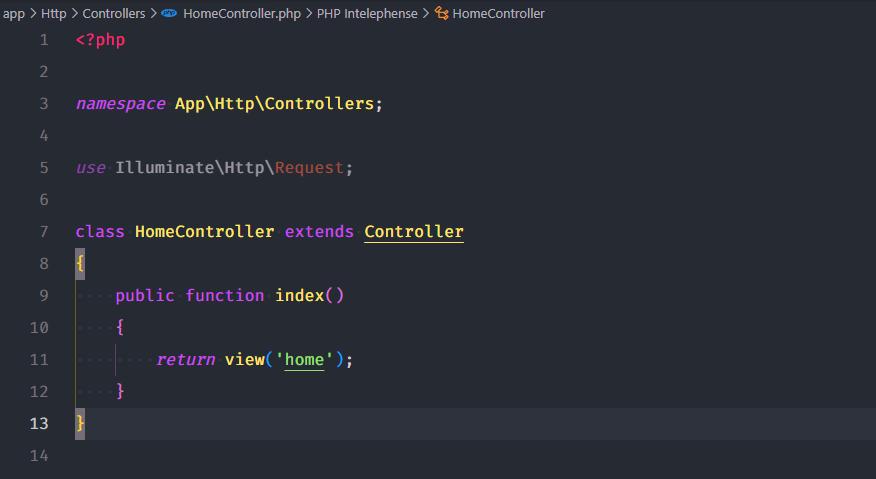 app > Http > Controllers > php HomeController.php > PHP Intelephense > HomeController
1 <?php
2
3 namespace App\Http\Controllers;
4
5 use Illuminate\Http\Request;
6
7 class HomeController extends Controller
8 {
9     public function index()
10     {
11         return view('home');
12     }
13 }
14